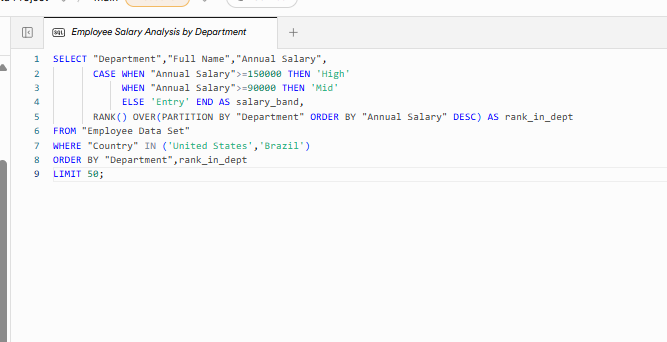 main
Employee Salary Analysis by Department
1 SELECT "Department","Full Name","Annual Salary",
2 CASE WHEN "Annual Salary">=150000 THEN 'High'
3 WHEN "Annual Salary">=90000 THEN 'Mid'
4 ELSE 'Entry' END AS salary_band,
5 RANK() OVER(PARTITION BY "Department" ORDER BY "Annual Salary" DESC) AS rank_in_dept
6 FROM "Employee Data Set"
7 WHERE "Country" IN ('United States','Brazil')
8 ORDER BY "Department",rank_in_dept
9 LIMIT 50;